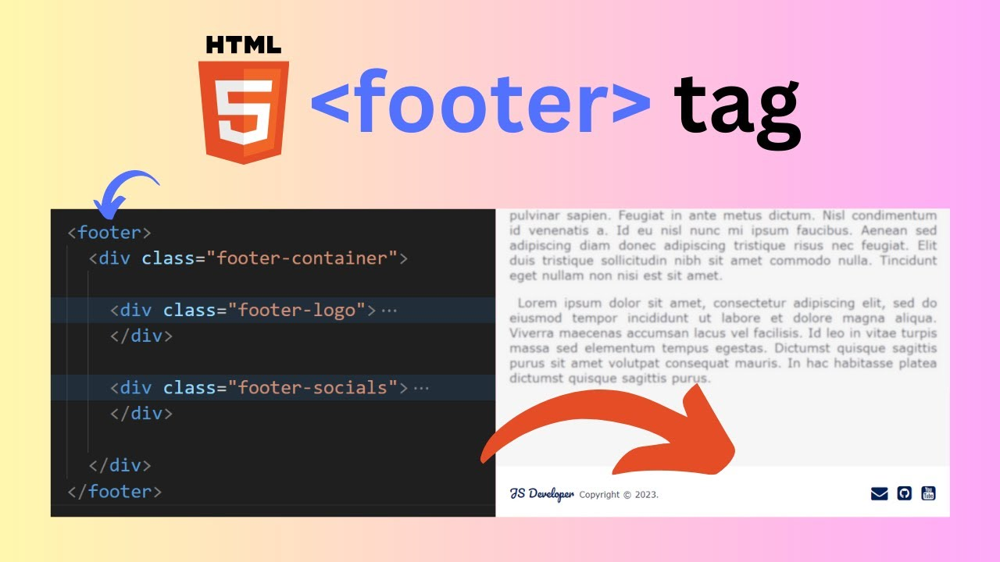 HTML
5
<footer> tag
<footer>
<div class="footer-container">
<div class="footer-logo">···
</div>
<div class="footer-socials">···
</div>
</div>
</footer>
pulvinar sapien. Feugiat in ante metus dictum. Nisl condimentum
id venenatis a. Id eu nisl nunc mi ipsum faucibus. Aenean sed
adipiscing diam donec adipiscing tristique risus nec feugiat. Elit
duis tristique sollicitudin nibh sit amet commodo nulla. Tincidunt
eget nullam non nisi est sit amet.
Lorem ipsum dolor sit amet, consectetur adipiscing elit, sed do
eiusmod tempor incididunt ut labore et dolore magna aliqua.
Viverra maecenas accumsan lacus vel facilisis. Id leo in vitae turpis
massa sed elementum tempus egestas. Dictumst quisque sagittis
purus sit amet volutpat consequat mauris. In hac habitasse platea
dictumst quisque sagittis purus.
JS Developer Copyright © 2023.
You
Tube